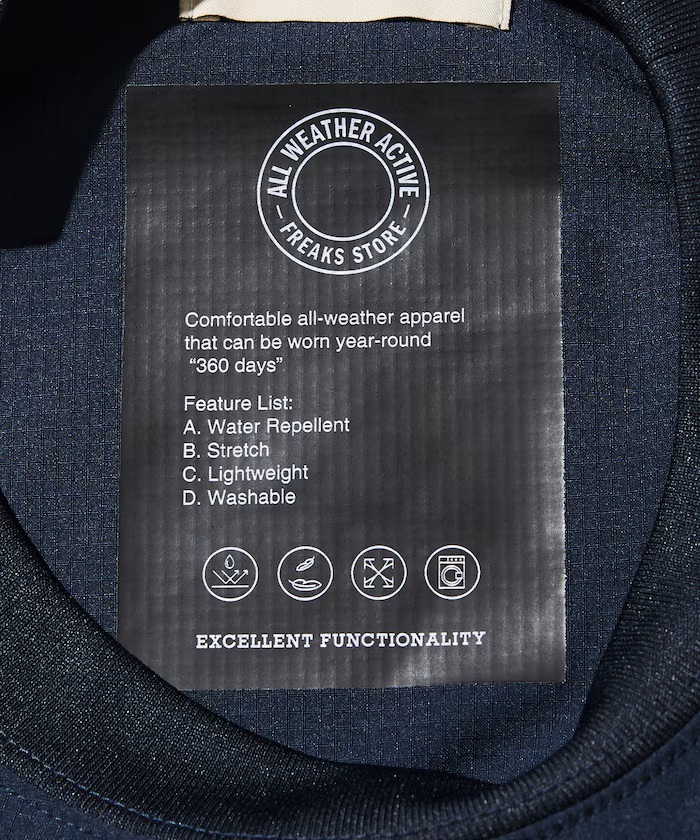 ALL WEATHER ACTIVE
— FREAKS STORE —
Comfortable all-weather apparel
that can be worn year-round
“360 days”
Feature List:
A. Water Repellent
B. Stretch
C. Lightweight
D. Washable
EXCELLENT FUNCTIONALITY